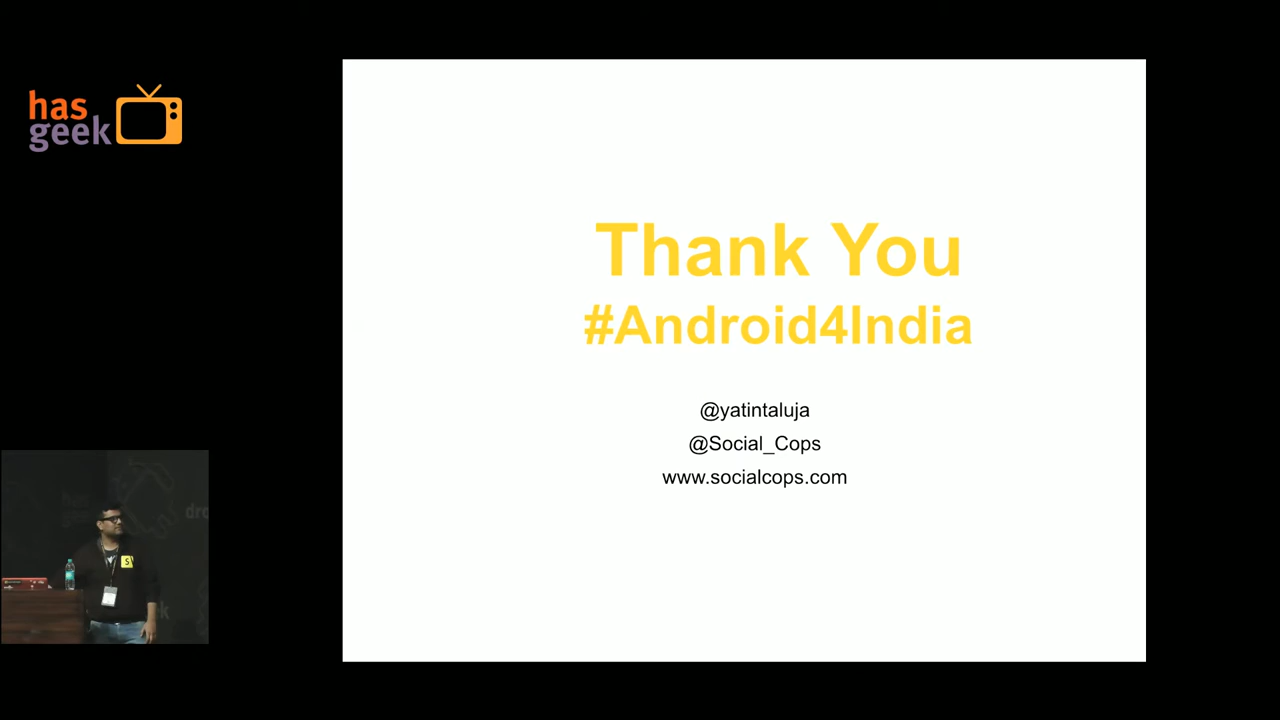 has
geek
Thank You
#Android4India
@yatintaluja
@Social_Cops
www.socialcops.com